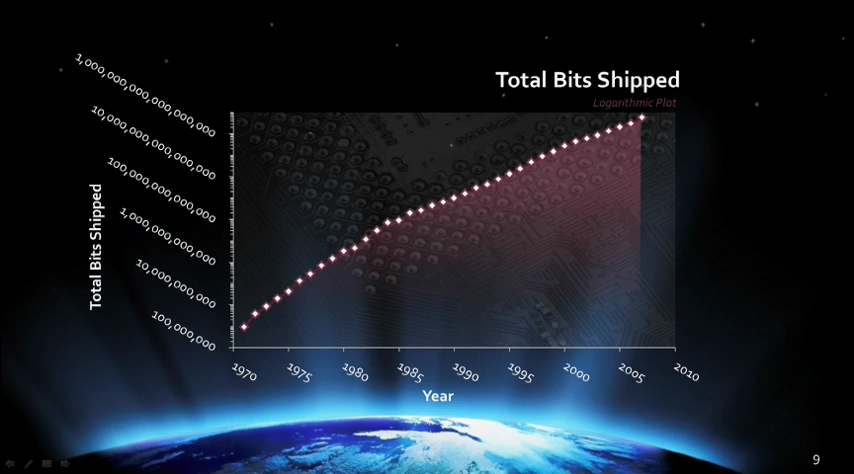 Total Bits Shipped
Logarithmic Plot
1,000,000,000,000,000,000
10,000,000,000,000,000
100,000,000,000,000
1,000,000,000,000
10,000,000,000
100,000,000
Total Bits Shipped
1970 1975 1980 1985 1990 1995 2000 2005 2010
Year
9